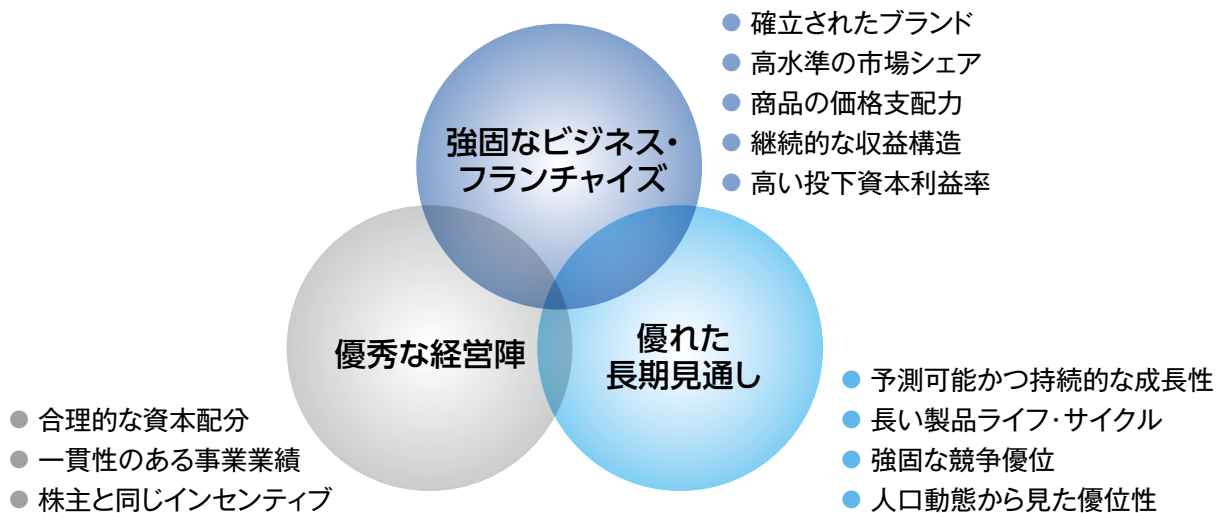 強固なビジネス・
フランチャイズ
● 確立されたブランド
● 高水準の市場シェア
● 商品の価格支配力
● 継続的な収益構造
● 高い投下資本利益率
優秀な経営陣
● 合理的な資本配分
● 一貫性のある事業業績
● 株主と同じインセンティブ
優れた
長期見通し
● 予測可能かつ持続的な成長性
● 長い製品ライフ・サイクル
● 強固な競争優位
● 人口動態から見た優位性